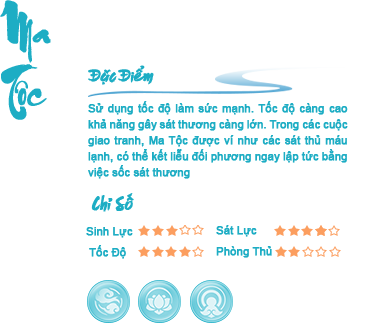 Ma
Tộc
Đặc Điểm
Sử dụng tốc độ làm sức mạnh. Tốc độ càng cao
khả năng gây sát thương càng lớn. Trong các cuộc
giao tranh, Ma Tộc được ví như các sát thủ máu
lạnh, có thể kết liễu đối phương ngay lập tức bằng
việc sốc sát thương
Chỉ Số
Sinh Lực
Sát Lực
Tốc Độ
Phòng Thủ